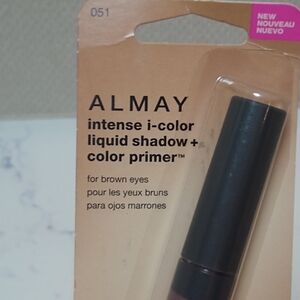 051
NEW
NOUVEAU
NUEVO
ALMAY
intense i-color
liquid shadow +
color primer™
for brown eyes
pour les yeux bruns
para ojos marrones